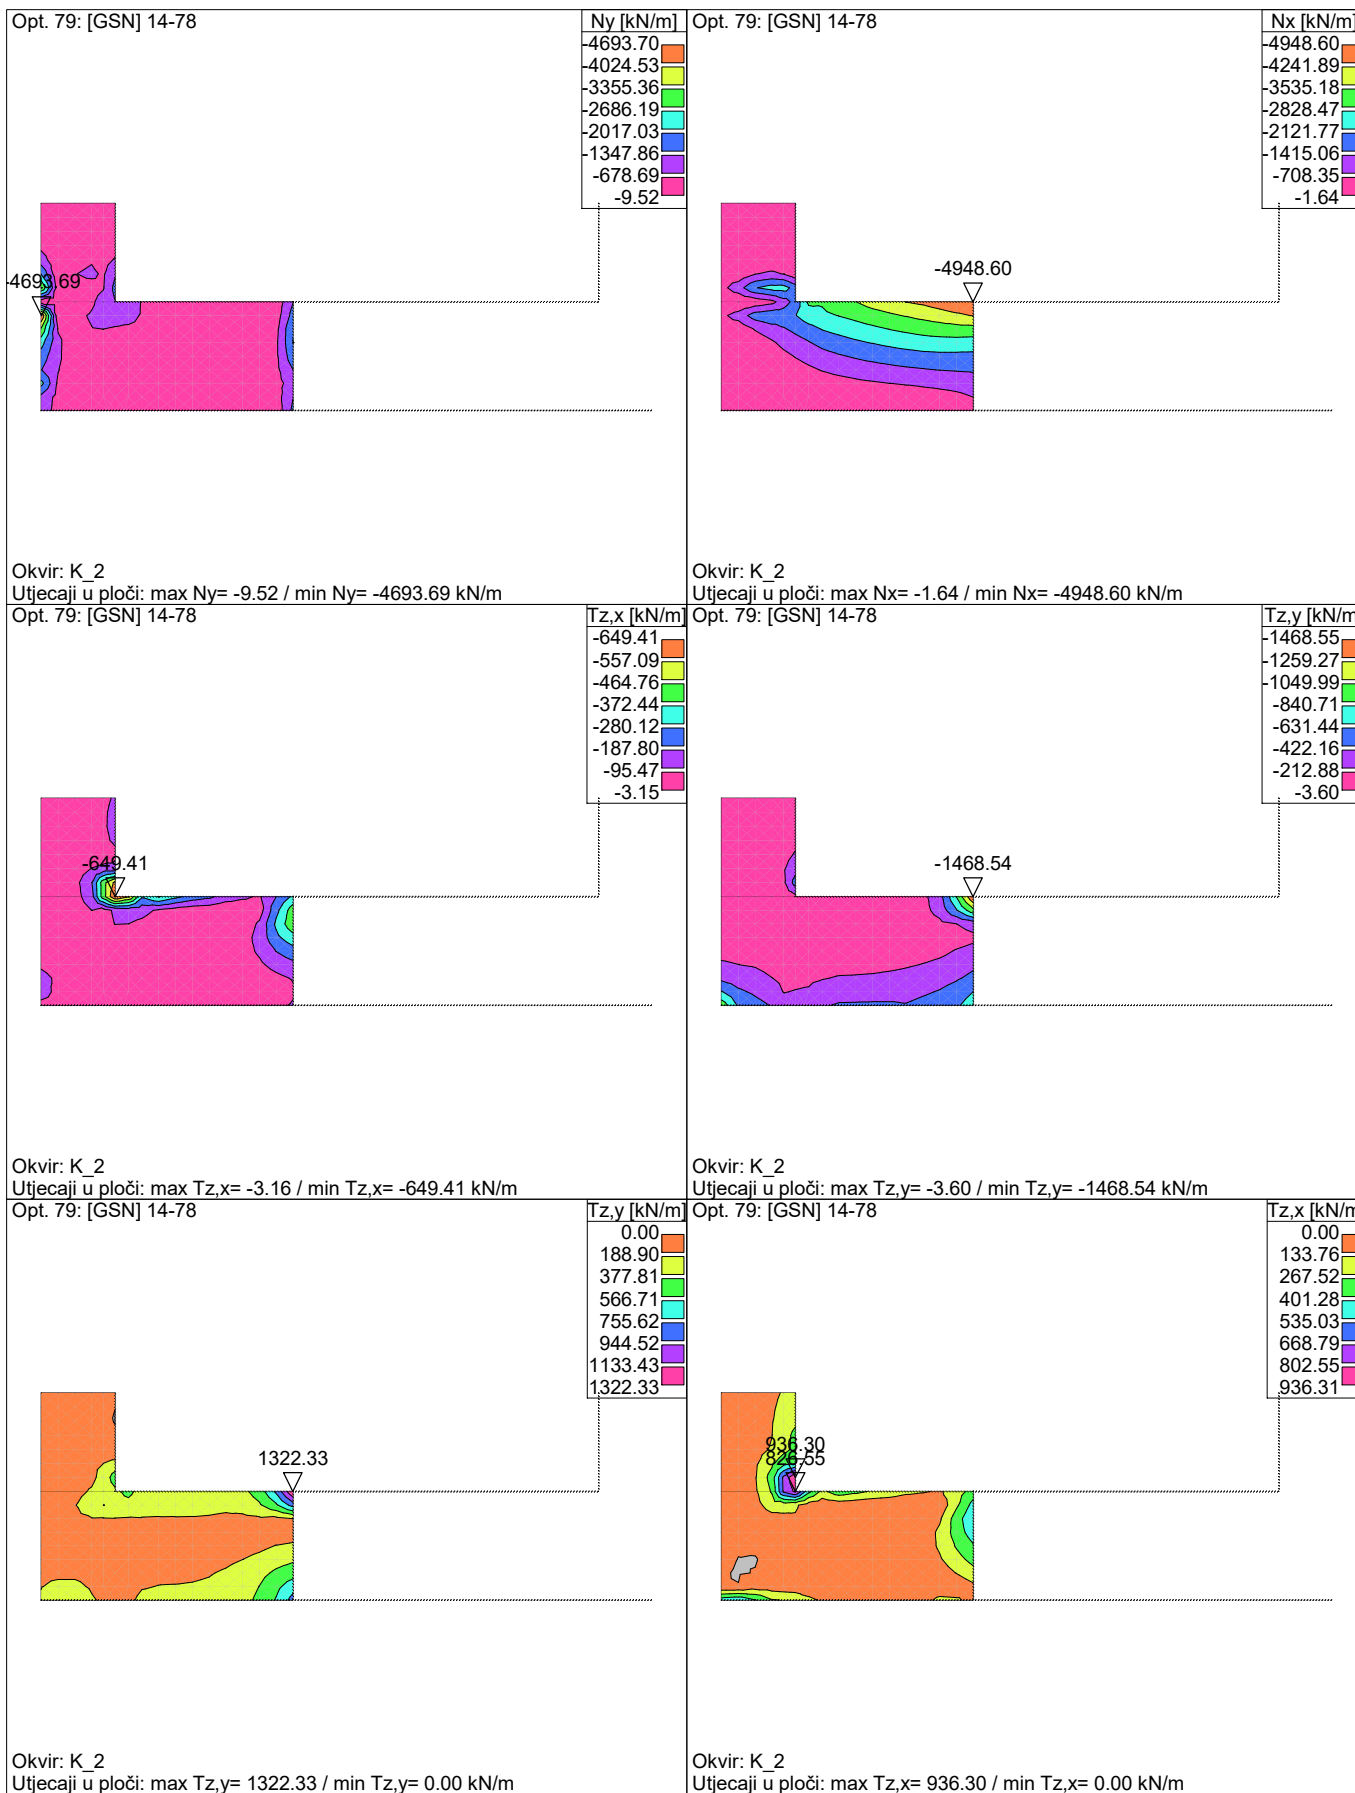 Opt. 79: [GSN] 14-78
Ny [kN/m]
-4693.70
-4024.53
-3355.36
-2686.19
-2017.03
-1347.86
-678.69
-9.52
-4693.69
Okvir: K_2
Utjecaji u ploči: max Ny= -9.52 / min Ny= -4693.69 kN/m
Opt. 79: [GSN] 14-78
Nx [kN/m]
-4948.60
-4241.89
-3535.18
-2828.47
-2121.77
-1415.06
-708.35
-1.64
-4948.60
Okvir: K_2
Utjecaji u ploči: max Nx= -1.64 / min Nx= -4948.60 kN/m
Opt. 79: [GSN] 14-78
Tz,x [kN/m]
-649.41
-557.09
-464.76
-372.44
-280.12
-187.80
-95.47
-3.15
-649.41
Okvir: K_2
Utjecaji u ploči: max Tz,x= -3.16 / min Tz,x= -649.41 kN/m
Opt. 79: [GSN] 14-78
Tz,y [kN/m
-1468.55
-1259.27
-1049.99
-840.71
-631.44
-422.16
-212.88
-3.60
-1468.54
Okvir: K_2
Utjecaji u ploči: max Tz,y= -3.60 / min Tz,y= -1468.54 kN/m
Opt. 79: [GSN] 14-78
Tz,y [kN/m]
0.00
188.90
377.81
566.71
755.62
944.52
1133.43
1322.33
1322.33
Okvir: K_2
Utjecaji u ploči: max Tz,y= 1322.33 / min Tz,y= 0.00 kN/m
Opt. 79: [GSN] 14-78
Tz,x [kN/m
0.00
133.76
267.52
401.28
535.03
668.79
802.55
936.31
936.30
826.55
Okvir: K_2
Utjecaji u ploči: max Tz,x= 936.30 / min Tz,x= 0.00 kN/m